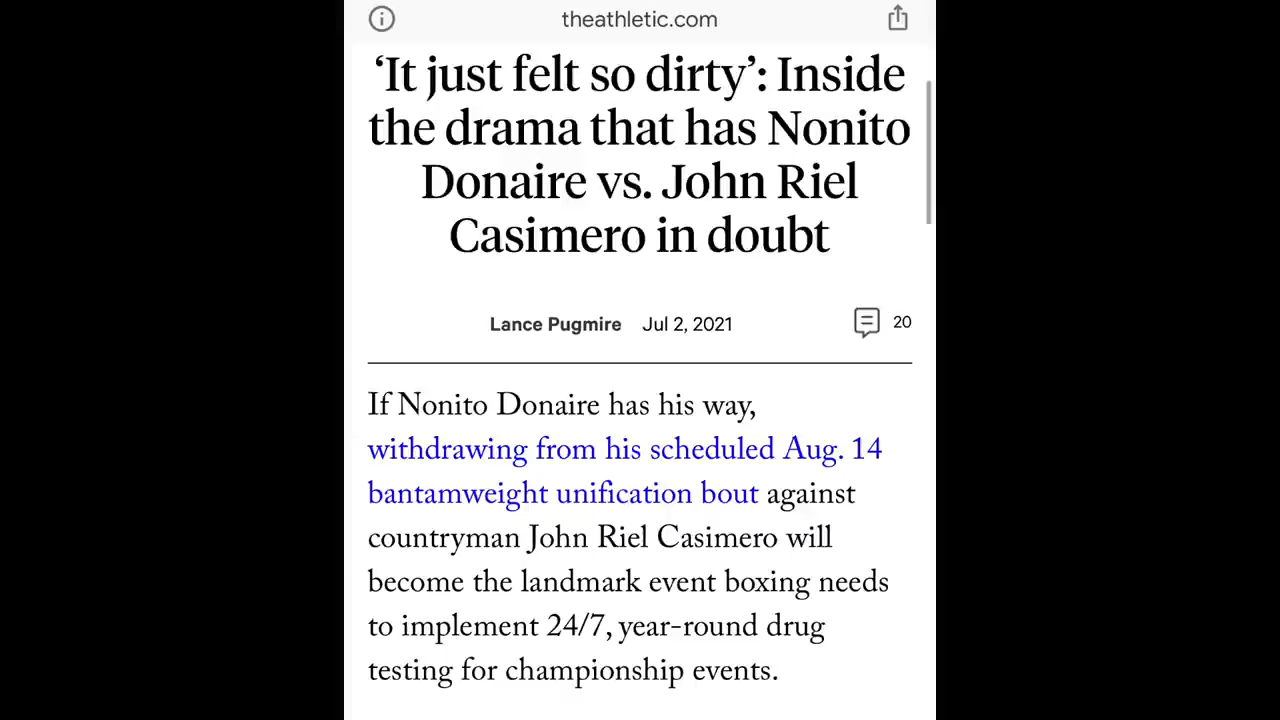 theathletic.com
‘It just felt so dirty’: Inside
the drama that has Nonito
Donaire vs. John Riel
Casimero in doubt
Lance Pugmire Jul 2, 2021 20
If Nonito Donaire has his way,
withdrawing from his scheduled Aug. 14
bantamweight unification bout against
countryman John Riel Casimero will
become the landmark event boxing needs
to implement 24/7, year-round drug
testing for championship events.